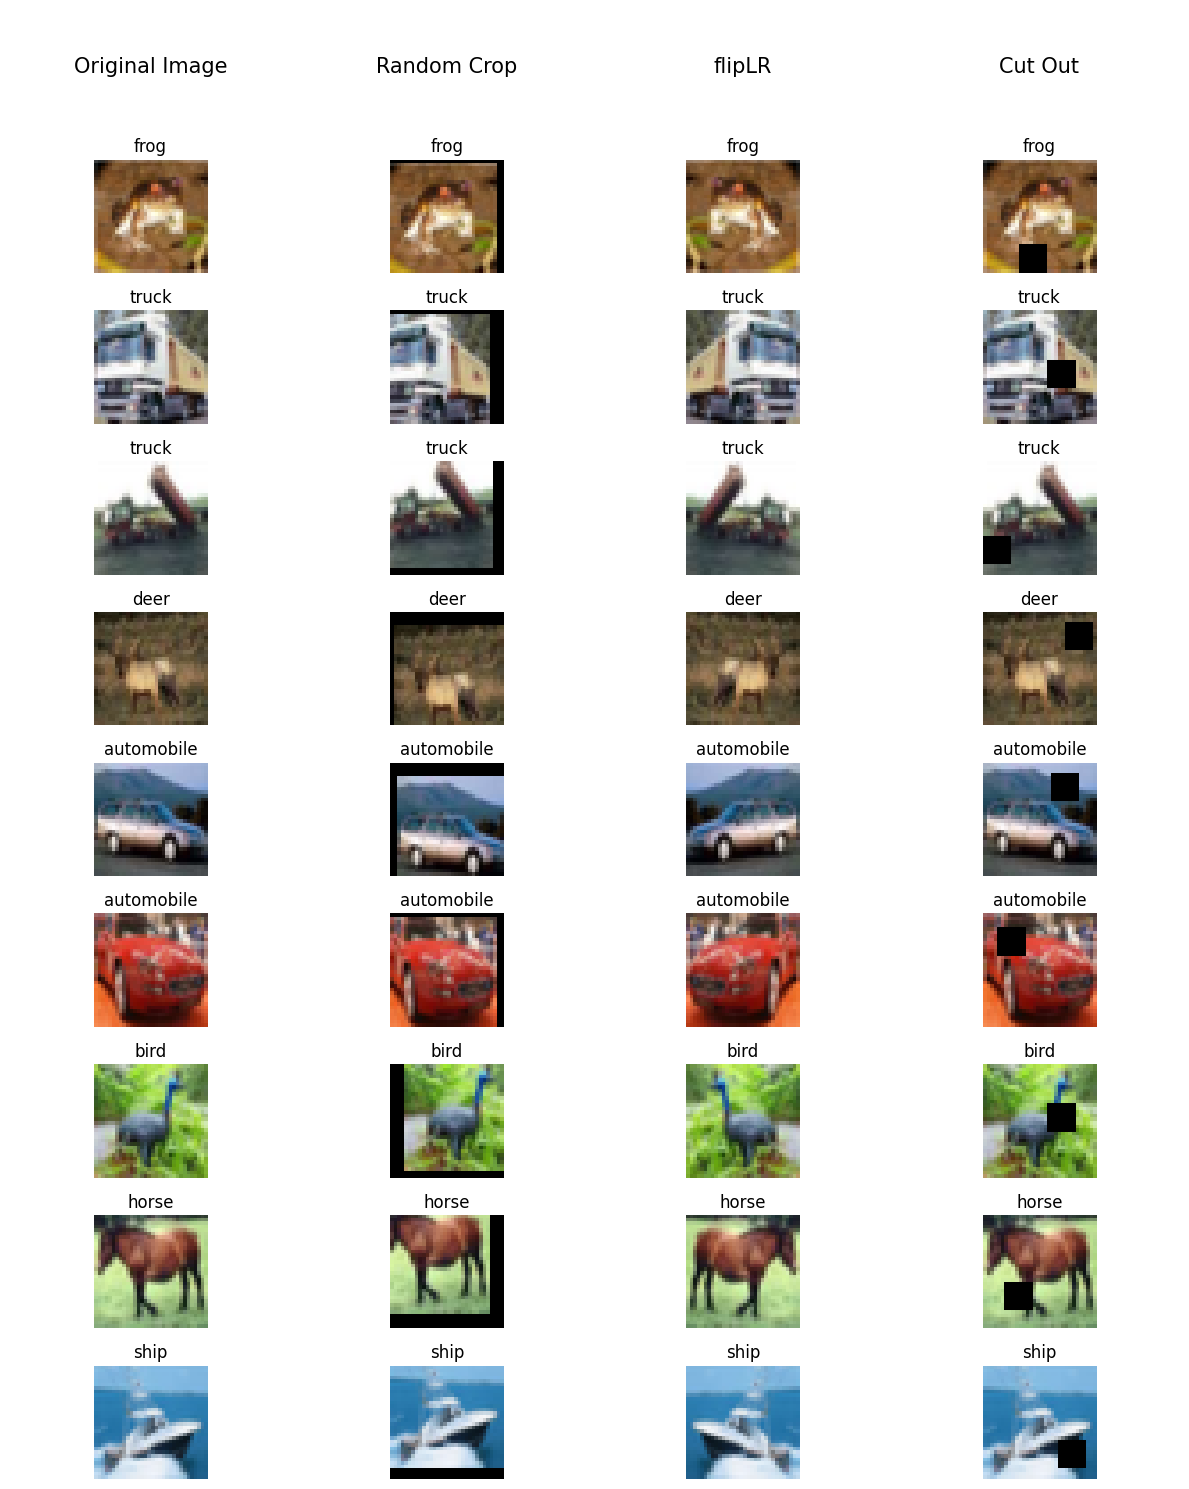 Original Image Random Crop flipLR Cut Out
frog frog frog frog
truck truck truck truck
truck truck truck truck
deer deer deer deer
automobile automobile automobile automobile
automobile automobile automobile automobile
bird bird bird bird
horse horse horse horse
ship ship ship ship